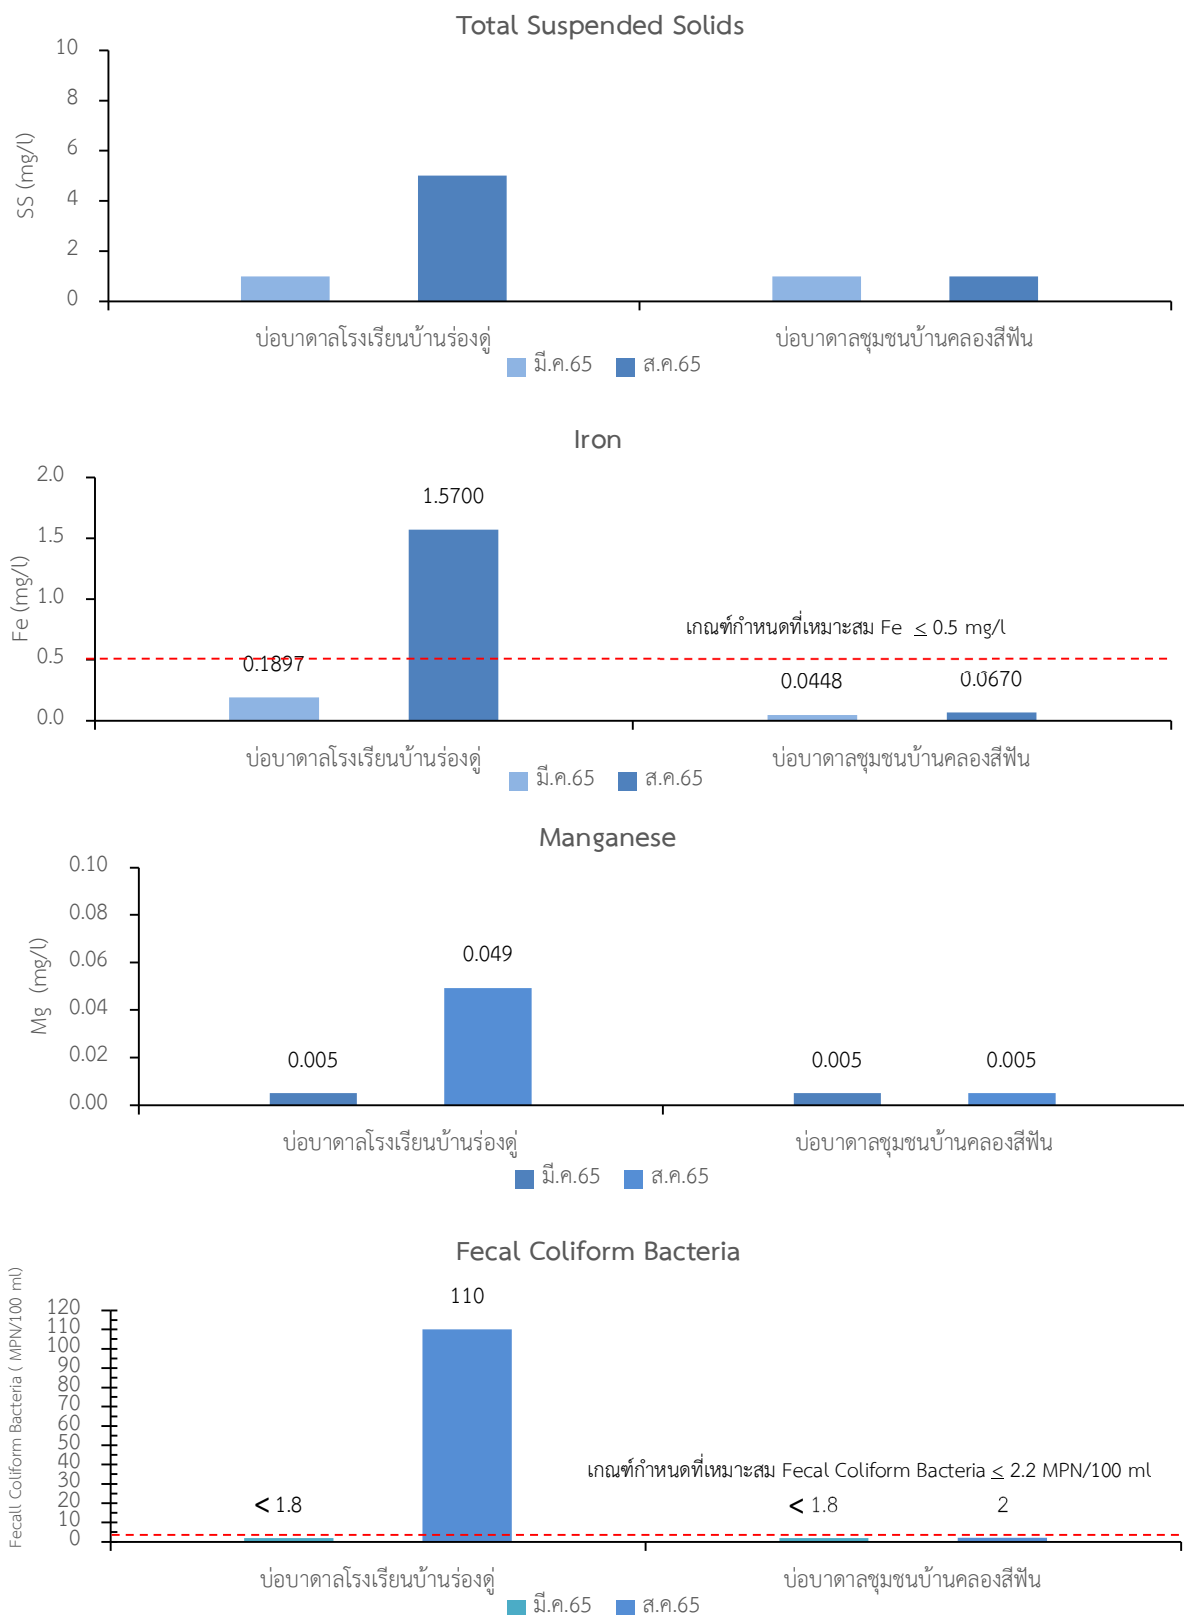 Total Suspended Solids
10
8
6
4
2
0
SS (mg/l)
บ่อบาดาลโรงเรียนบ้านร่องดู่ บ่อบาดาลชุมชนบ้านคลองสีฟัน
มี.ค.65 ส.ค.65
Iron
2.0
1.5
1.0
0.5
0.0
Fe (mg/l)
1.5700
เกณฑ์กำหนดที่เหมาะสม Fe ≤ 0.5 mg/l
0.1897 0.0448 0.0670
บ่อบาดาลโรงเรียนบ้านร่องดู่ บ่อบาดาลชุมชนบ้านคลองสีฟัน
มี.ค.65 ส.ค.65
Manganese
0.10
0.08
0.06
0.04
0.02
0.00
Mg (mg/l)
0.049
0.005 0.005 0.005
บ่อบาดาลโรงเรียนบ้านร่องดู่ บ่อบาดาลชุมชนบ้านคลองสีฟัน
มี.ค.65 ส.ค.65
Fecal Coliform Bacteria
120
110
100
90
80
70
60
50
40
30
20
10
0
Fecall Coliform Bacteria ( MPN/100 ml)
110
เกณฑ์กำหนดที่เหมาะสม Fecal Coliform Bacteria ≤ 2.2 MPN/100 ml
< 1.8 < 1.8 2
บ่อบาดาลโรงเรียนบ้านร่องดู่ บ่อบาดาลชุมชนบ้านคลองสีฟัน
มี.ค.65 ส.ค.65